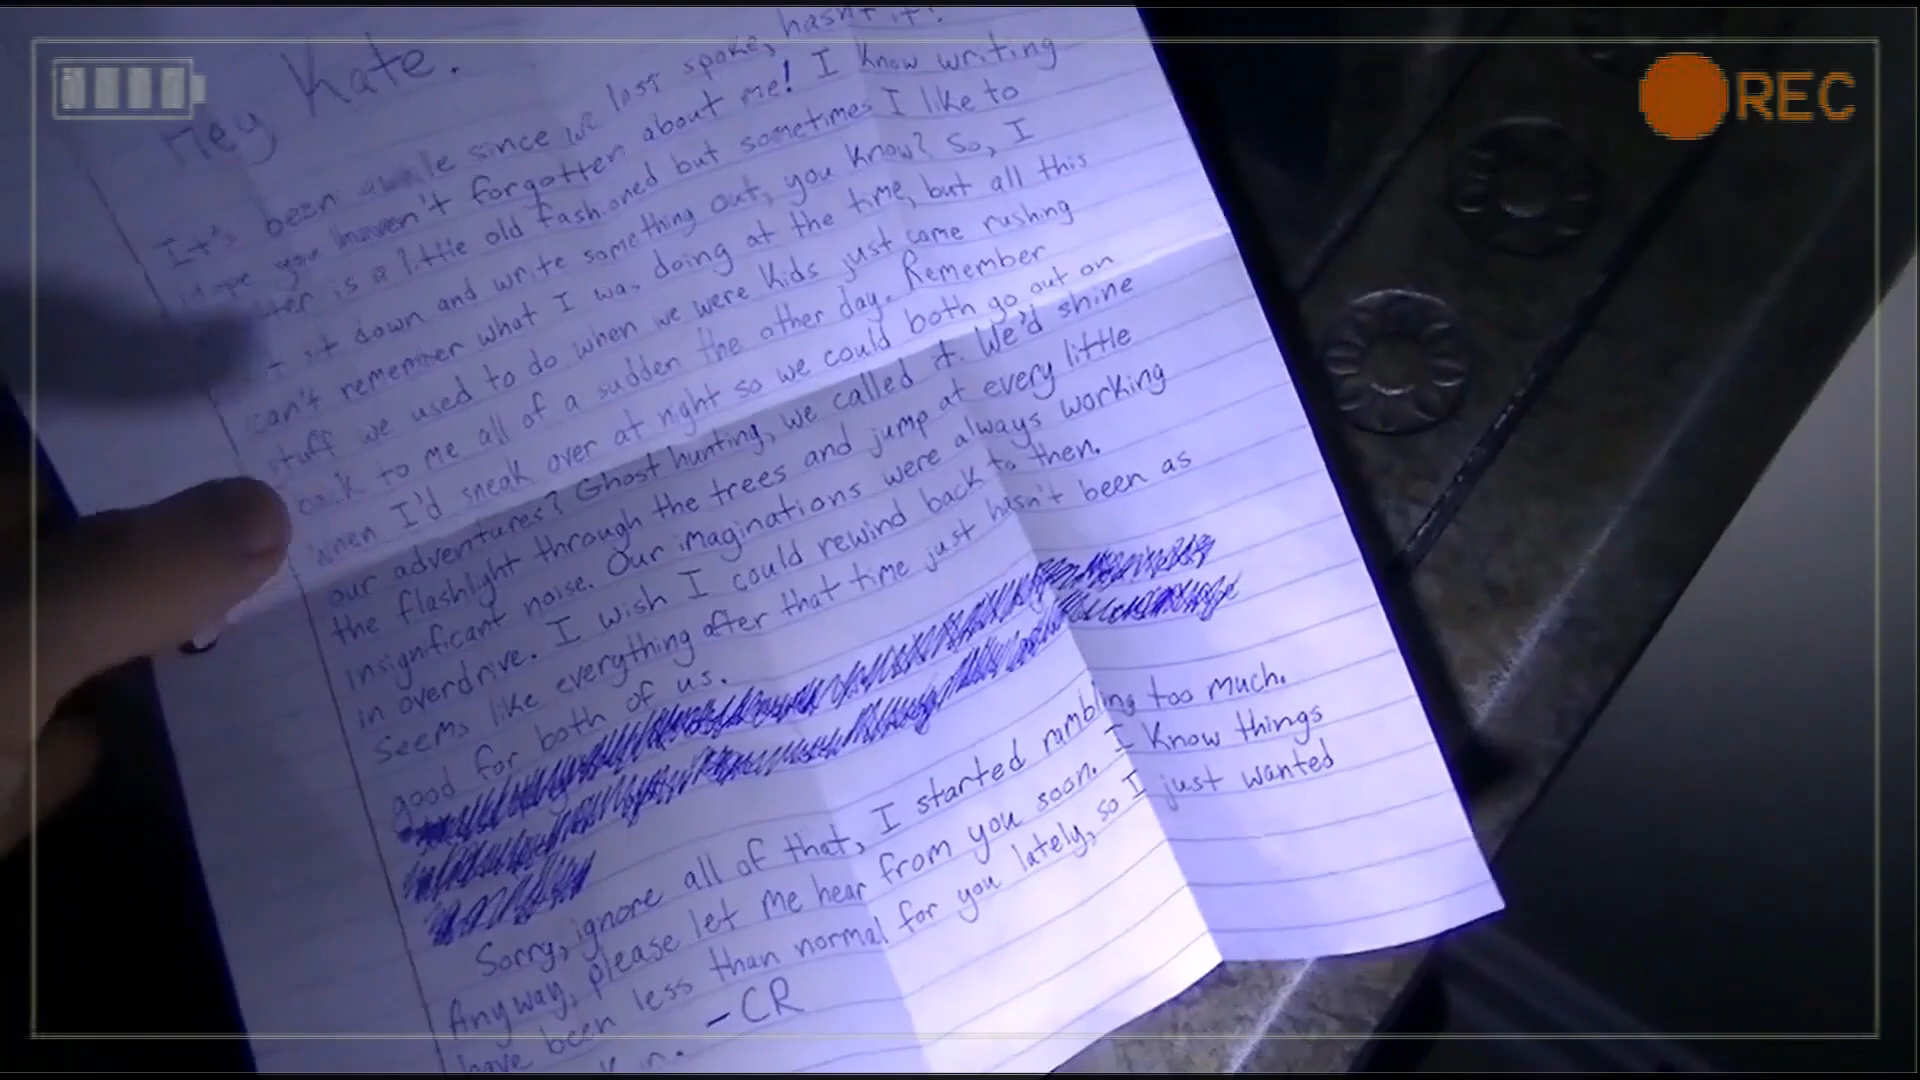 REC
Hey Kate.
It's been awhile since we last spoke, hasn't it?
hope you haven't forgotten about me! I know writing
is a little old fashioned but sometimes I like to
sit down and write something out, you know? So, I
can't remember what I was doing at the time, but all this
stuff we used to do when we were kids just came rushing
back to me all of a sudden the other day. Remember
when I'd sneak over at night so we could both go out on
our adventures? Ghost hunting, we called it. We'd shine
the flashlight through the trees and jump at every little
insignificant noise. Our imaginations were always working
in overdrive. I wish I could rewind back to then.
Seems like everything after that time just hasn't been as
good for both of us.
Sorry, ignore all of that, I started rambling too much.
Anyway, please let me hear from you soon. I know things
have been less than normal for you lately, so I just wanted
in.
-CR